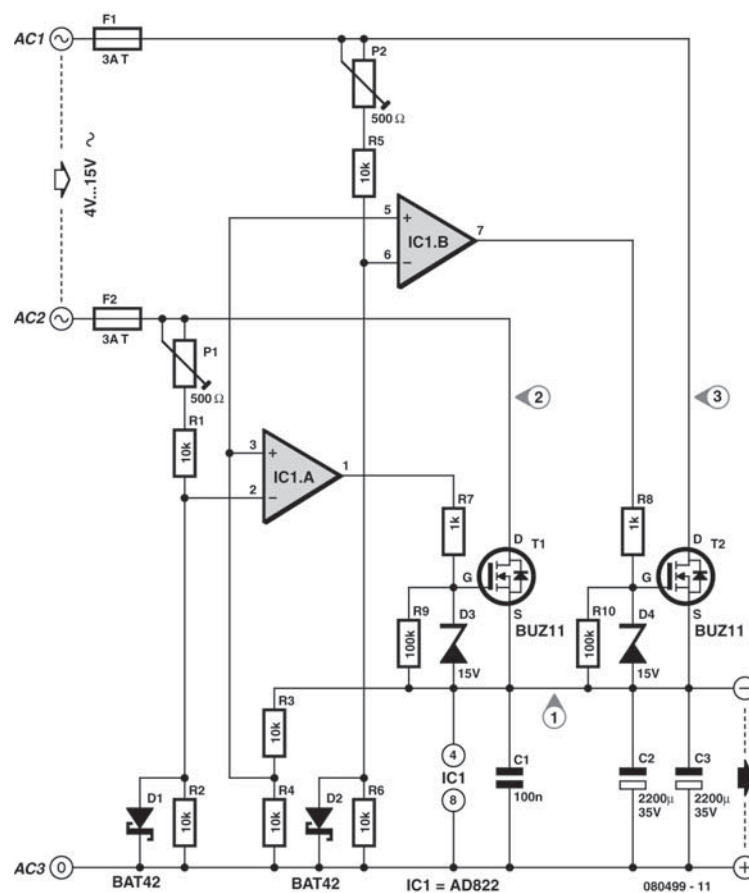 AC1
F1
3A T
P2
500 Ω
R5
10k
4V...15V ~
5
+
IC1.B
7
6
−
AC2
F2
3A T
P1
500 Ω
2
3
R1
10k
3
+
IC1.A
1
2
−
R7
1k
R8
1k
D
T1
G
S
BUZ11
D
T2
G
S
BUZ11
R9
100k
D3
15V
R10
100k
D4
15V
−
1
R3
10k
4
IC1
8
C1
100n
C2
2200µ
35V
C3
2200µ
35V
D1
R2
10k
R4
10k
D2
R6
10k
AC3
0
+
BAT42
BAT42
IC1 = AD822
080499 - 11